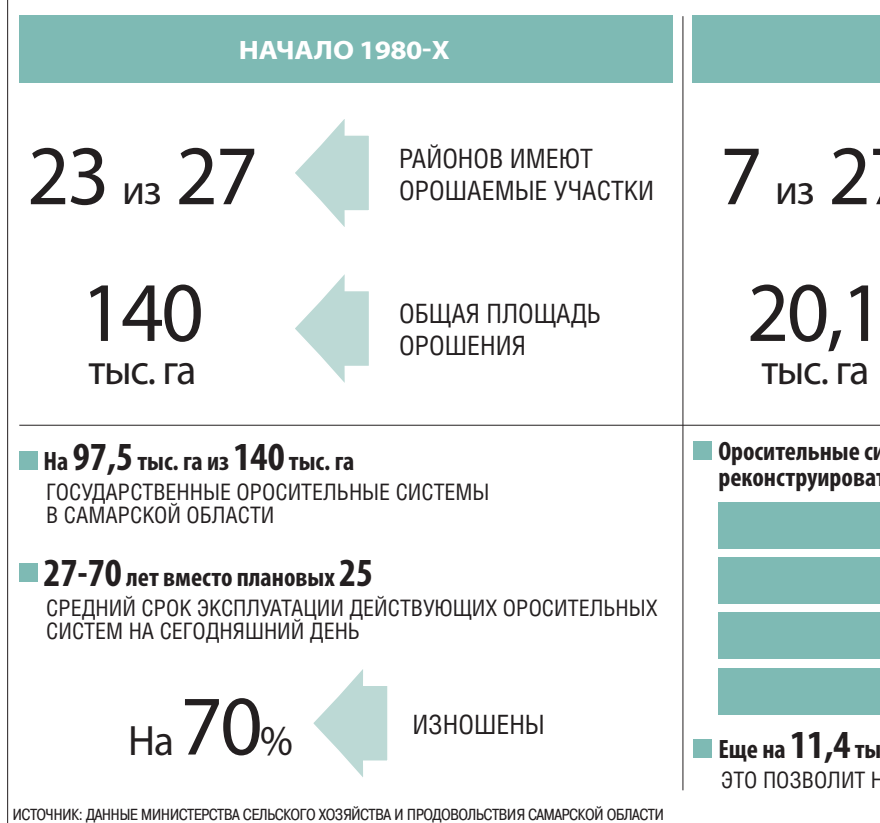 НАЧАЛО 1980-Х
23 из 27
РАЙОНОВ ИМЕЮТ
ОРОШАЕМЫЕ УЧАСТКИ
140
тыс. га
ОБЩАЯ ПЛОЩАДЬ
ОРОШЕНИЯ
На 97,5 тыс. га из 140 тыс. га
ГОСУДАРСТВЕННЫЕ ОРОСИТЕЛЬНЫЕ СИСТЕМЫ
В САМАРСКОЙ ОБЛАСТИ
27-70 лет вместо плановых 25
СРЕДНИЙ СРОК ЭКСПЛУАТАЦИИ ДЕЙСТВУЮЩИХ ОРОСИТЕЛЬНЫХ
СИСТЕМ НА СЕГОДНЯШНИЙ ДЕНЬ
На 70%
ИЗНОШЕНЫ
7 из 27
20,1
тыс. га
Оросительные
Еще на 11,4
ЭТО ПОЗВОЛИТ
ИСТОЧНИК: ДАННЫЕ МИНИСТЕРСТВА СЕЛЬСКОГО ХОЗЯЙСТВА И ПРОДОВОЛЬСТВИЯ САМАРСКОЙ ОБЛАСТИ